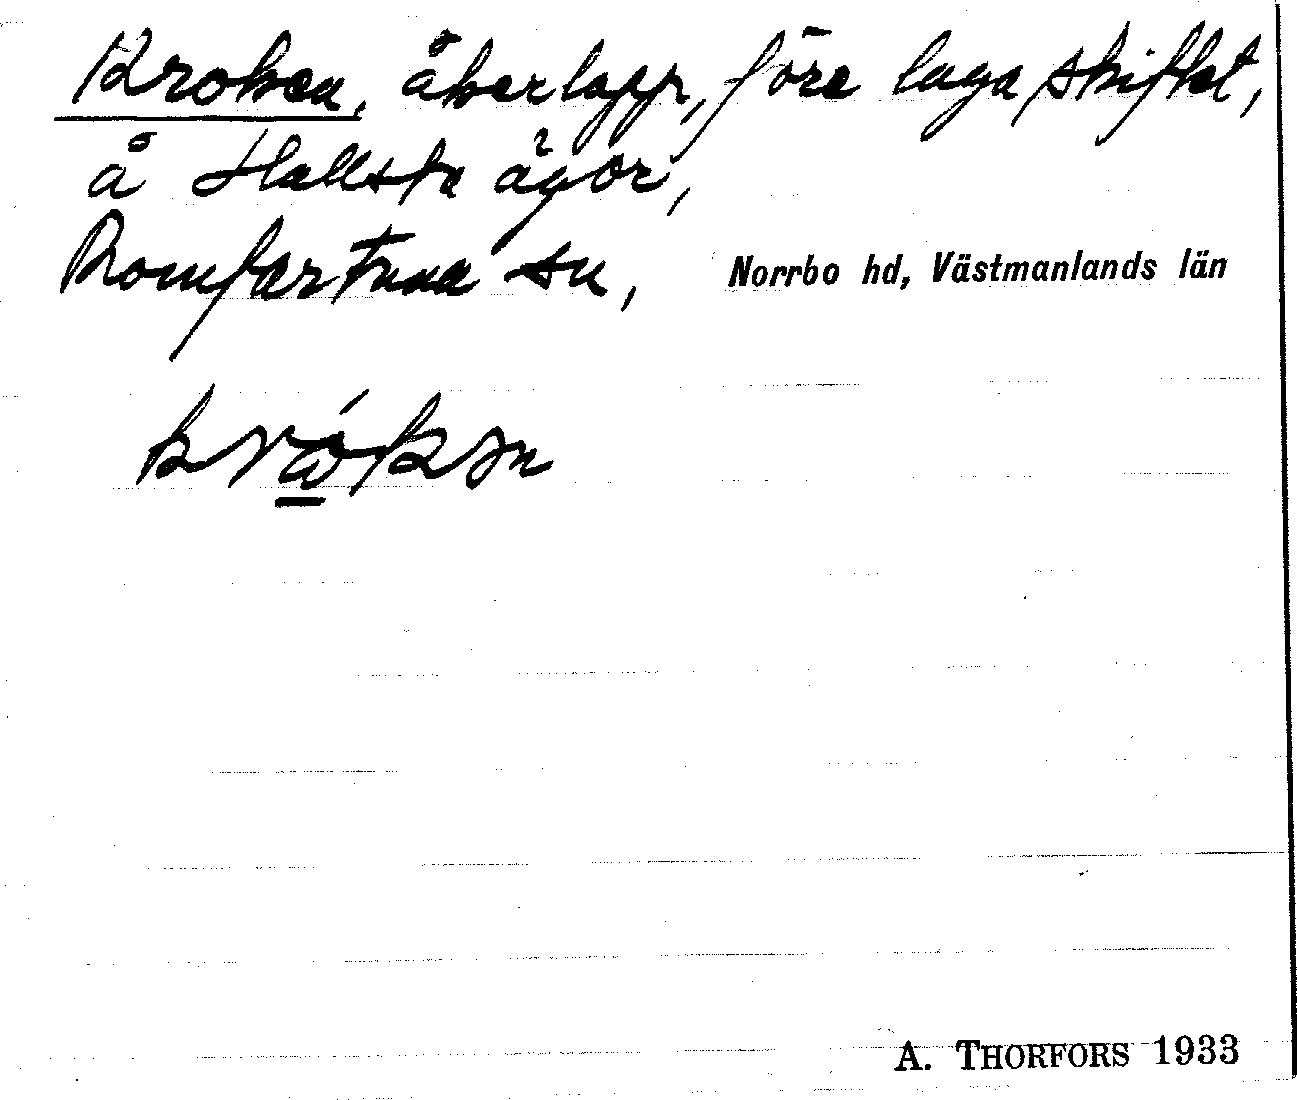 Kroken, åkerlapp, före laga skiftet,
å Hallsta ägor,
Romfartuna sn, Norrbo hd, Västmanlands län
A. THORFORS 1933